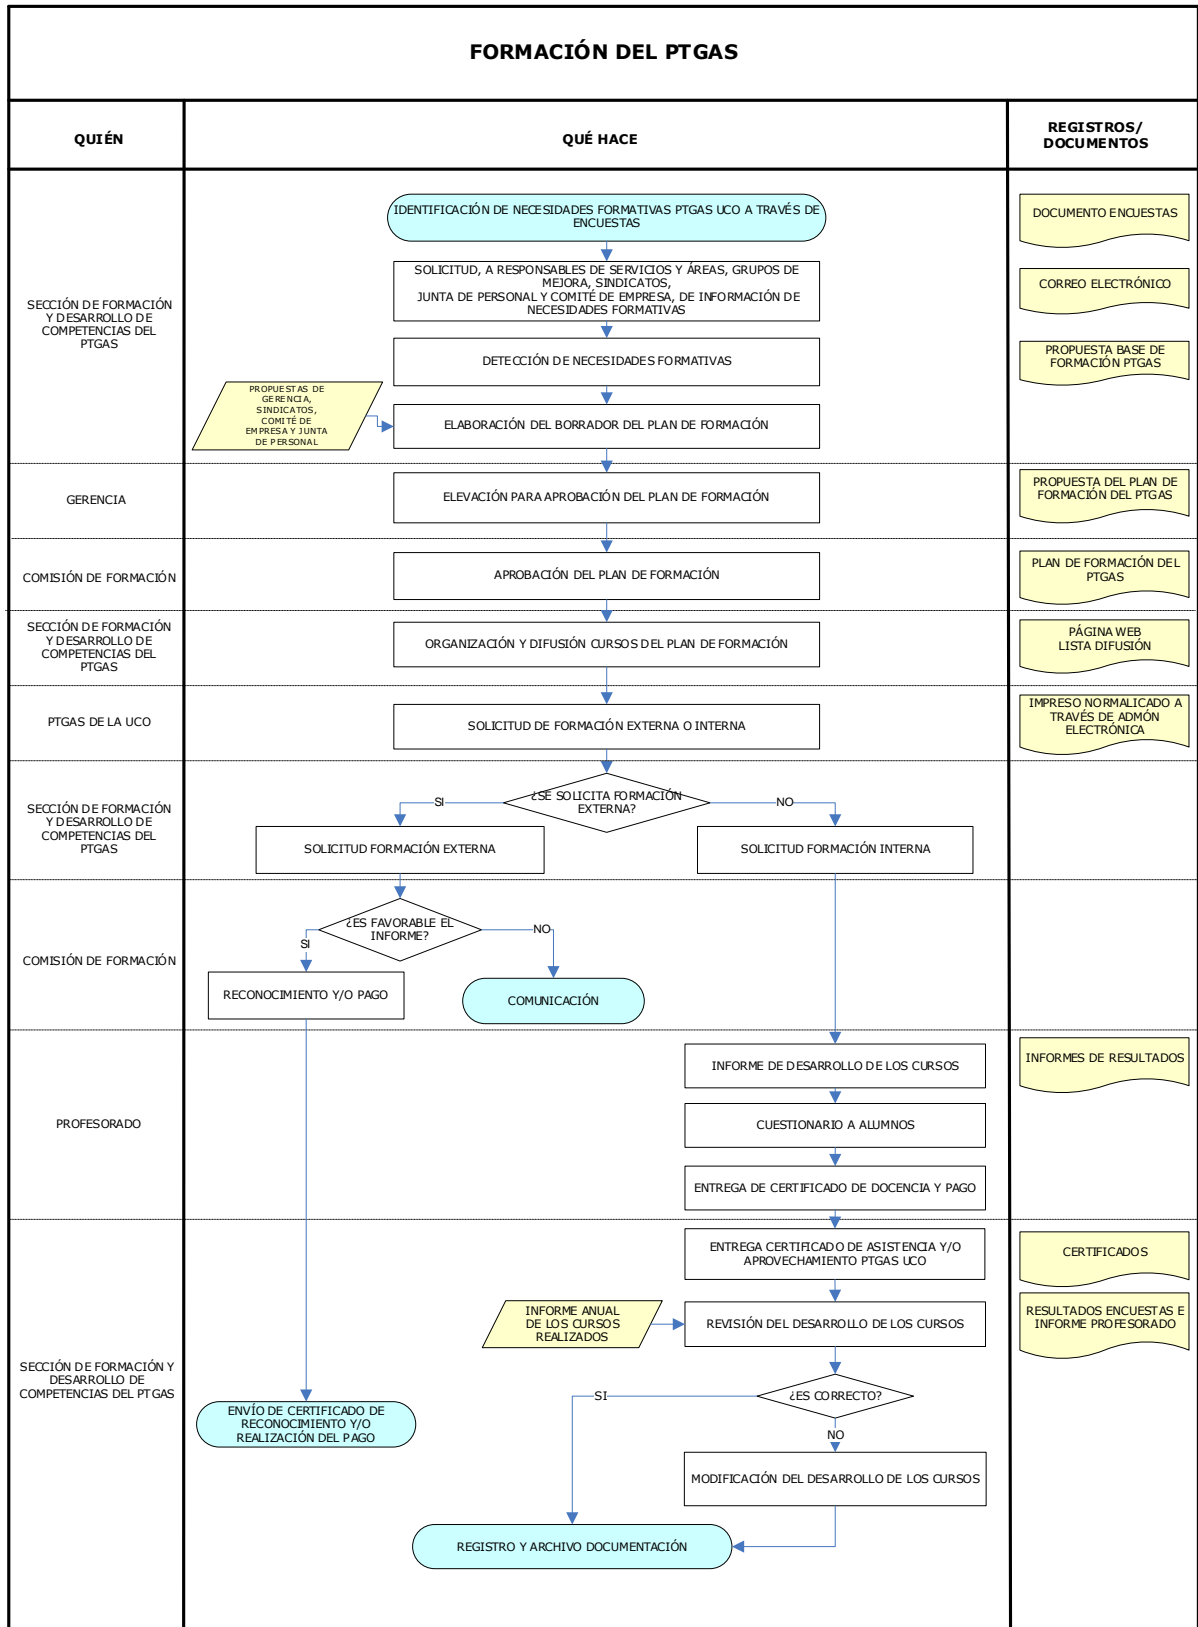 FORMACIÓN DEL PTGAS
QUIÉN
QUÉ HACE
REGISTROS/
DOCUMENTOS
SECCIÓN DE FORMACIÓN
Y DESARROLLO DE
COMPETENCIAS DEL
PTGAS
IDENTIFICACIÓN DE NECESIDADES FORMATIVAS PTGAS UCO A TRAVÉS DE
ENCUESTAS
DOCUMENTO ENCUESTAS
SOLICITUD, A RESPONSABLES DE SERVICIOS Y ÁREAS, GRUPOS DE
MEJORA, SINDICATOS,
JUNTA DE PERSONAL Y COMITÉ DE EMPRESA, DE INFORMACIÓN DE
NECESIDADES FORMATIVAS
CORREO ELECTRÓNICO
DETECCIÓN DE NECESIDADES FORMATIVAS
PROPUESTA BASE DE
FORMACIÓN PTGAS
PROPUESTAS DE
GERENCIA,
SINDICATOS,
COMITÉ DE
EMPRESA Y JUNTA
DE PERSONAL
ELABORACIÓN DEL BORRADOR DEL PLAN DE FORMACIÓN
GERENCIA
ELEVACIÓN PARA APROBACIÓN DEL PLAN DE FORMACIÓN
PROPUESTA DEL PLAN DE
FORMACIÓN DEL PTGAS
COMISIÓN DE FORMACIÓN
APROBACIÓN DEL PLAN DE FORMACIÓN
PLAN DE FORMACIÓN DEL
PTGAS
SECCIÓN DE FORMACIÓN
Y DESARROLLO DE
COMPETENCIAS DEL
PTGAS
ORGANIZACIÓN Y DIFUSIÓN CURSOS DEL PLAN DE FORMACIÓN
PÁGINA WEB
LISTA DIFUSIÓN
PTGAS DE LA UCO
SOLICITUD DE FORMACIÓN EXTERNA O INTERNA
IMPRESO NORMALICADO A
TRAVÉS DE ADMÓN
ELECTRÓNICA
SECCIÓN DE FORMACIÓN
Y DESARROLLO DE
COMPETENCIAS DEL
PTGAS
¿SE SOLICITA FORMACIÓN
EXTERNA?
SI
NO
SOLICITUD FORMACIÓN EXTERNA
SOLICITUD FORMACIÓN INTERNA
COMISIÓN DE FORMACIÓN
¿ES FAVORABLE EL
INFORME?
SI
NO
RECONOCIMIENTO Y/O PAGO
COMUNICACIÓN
PROFESORADO
INFORME DE DESARROLLO DE LOS CURSOS
INFORMES DE RESULTADOS
CUESTIONARIO A ALUMNOS
ENTREGA DE CERTIFICADO DE DOCENCIA Y PAGO
SECCIÓN DE FORMACIÓN Y
DESARROLLO DE
COMPETENCIAS DEL PTGAS
ENTREGA CERTIFICADO DE ASISTENCIA Y/O
APROVECHAMIENTO PTGAS UCO
CERTIFICADOS
INFORME ANUAL
DE LOS CURSOS
REALIZADOS
REVISIÓN DEL DESARROLLO DE LOS CURSOS
RESULTADOS ENCUESTAS E
INFORME PROFESORADO
¿ES CORRECTO?
SI
NO
ENVÍO DE CERTIFICADO DE
RECONOCIMIENTO Y/O
REALIZACIÓN DEL PAGO
MODIFICACIÓN DEL DESARROLLO DE LOS CURSOS
REGISTRO Y ARCHIVO DOCUMENTACIÓN